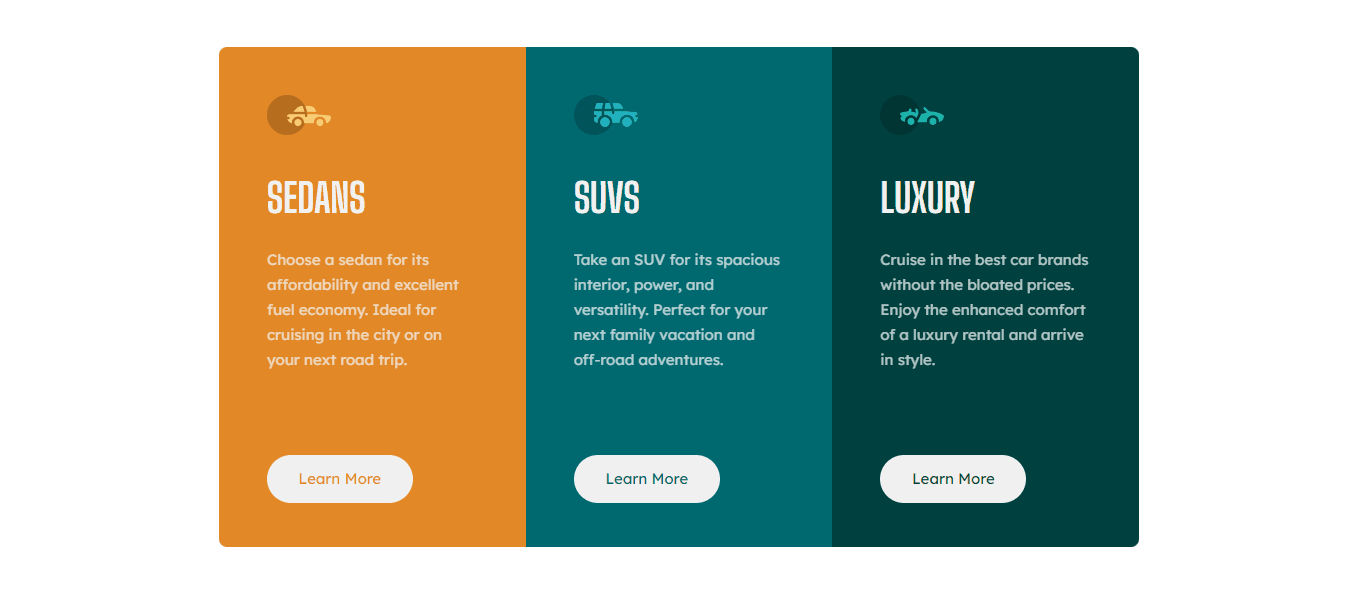 SEDANS
Choose a sedan for its
affordability and excellent
fuel economy. Ideal for
cruising in the city or on
your next road trip.
Learn More
SUVS
Take an SUV for its spacious
interior, power, and
versatility. Perfect for your
next family vacation and
off-road adventures.
Learn More
LUXURY
Cruise in the best car brands
without the bloated prices.
Enjoy the enhanced comfort
of a luxury rental and arrive
in style.
Learn More